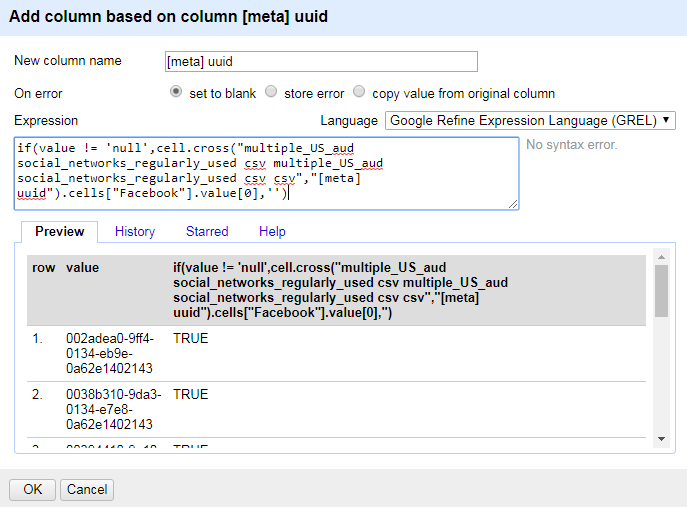 Add column based on column [meta] uuid
New column name [meta] uuid
On error set to blank store error copy value from original column
Expression Language Google Refine Expression Language (GREL)
if(value != 'null',cell.cross("multiple_US_aud
social_networks_regularly_used csv multiple_US_aud
social_networks_regularly_used csv csv","[meta]
uuid").cells["Facebook"].value[0],'')
No syntax error.
Preview History Starred Help
row value if(value != 'null',cell.cross("multiple_US_aud
social_networks_regularly_used csv multiple_US_aud
social_networks_regularly_used csv csv","[meta]
uuid").cells["Facebook"].value[0],'')
1. 002adea0-9ff4- TRUE
0134-eb9e-
0a62e1402143
2. 0038b310-9da3- TRUE
0134-e7e8-
0a62e1402143
OK Cancel